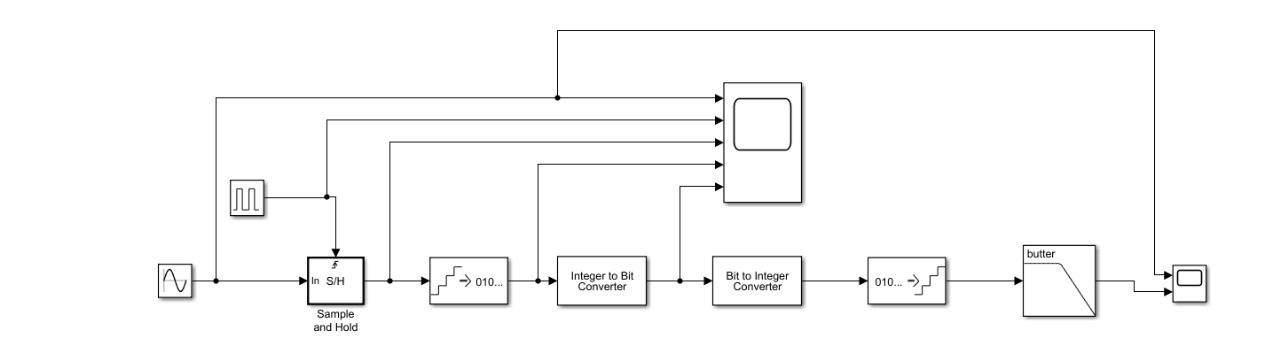 butter
In
S/H
010...
Integer to Bit
Converter
Bit to Integer
Converter
010...
Sample
and Hold